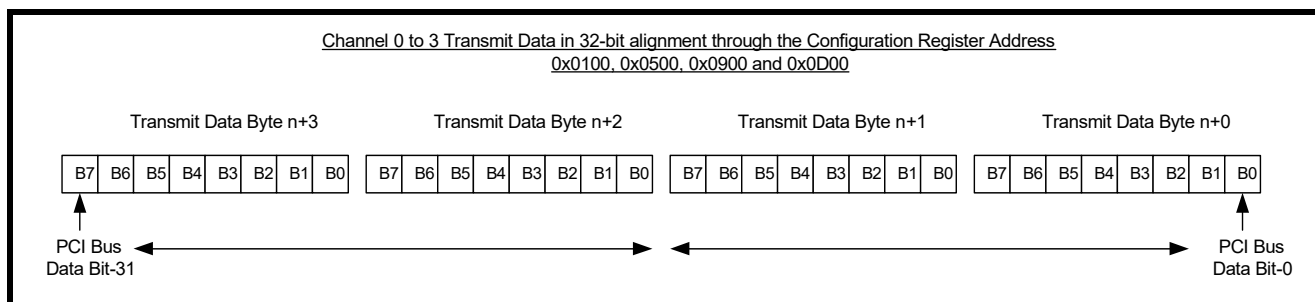 Channel 0 to 3 Transmit Data in 32-bit alignment through the Configuration Register Address
0x0100, 0x0500, 0x0900 and 0x0D00
Transmit Data Byte n+3 Transmit Data Byte n+2 Transmit Data Byte n+1 Transmit Data Byte n+0
B7 B6 B5 B4 B3 B2 B1 B0 B7 B6 B5 B4 B3 B2 B1 B0 B7 B6 B5 B4 B3 B2 B1 B0 B7 B6 B5 B4 B3 B2 B1 B0
PCI Bus PCI Bus
Data Bit-31 Data Bit-0